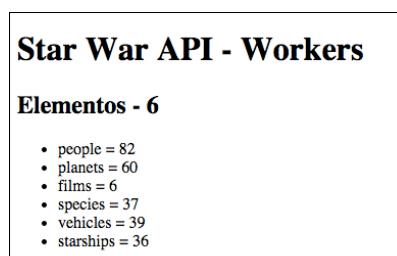 Star War API - Workers
Elementos - 6
• people = 82
• planets = 60
• films = 6
• species = 37
• vehicles = 39
• starships = 36